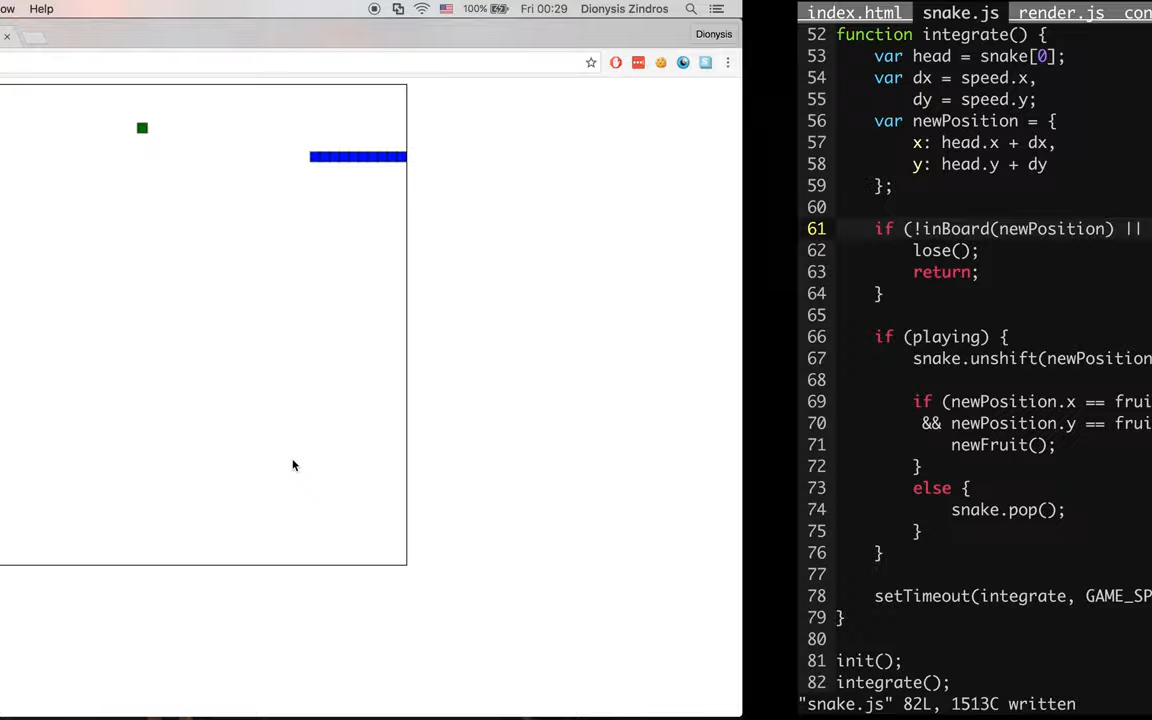 ow Help 100% Fri 00:29 Dionysis Zindros
Dionysis
index.html snake.js render.js con
52 function integrate() {
53 var head = snake[0];
54 var dx = speed.x,
55 dy = speed.y;
56 var newPosition = {
57 x: head.x + dx,
58 y: head.y + dy
59 };
60
61 if (!inBoard(newPosition) ||
62 lose();
63 return;
64 }
65
66 if (playing) {
67 snake.unshift(newPosition
68
69 if (newPosition.x == frui
70 && newPosition.y == frui
71 newFruit();
72 }
73 else {
74 snake.pop();
75 }
76 }
77
78 setTimeout(integrate, GAME_SP
79 }
80
81 init();
82 integrate();
"snake.js" 82L, 1513C written